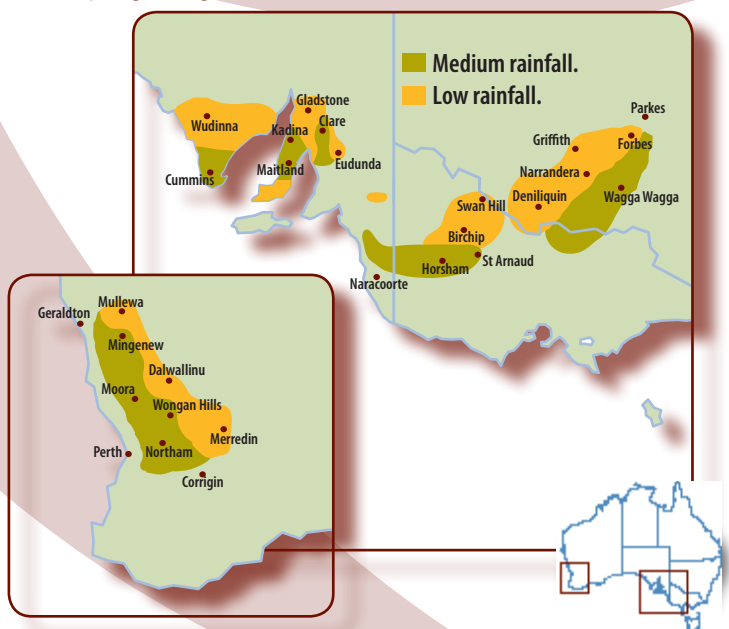 Medium rainfall.
Low rainfall.
Gladstone
Wudinna
Kadina
Clare
Cummins
Maitland
Eudunda
Parkes
Griffith
Forbes
Narrandera
Deniliquin
Wagga Wagga
Swan Hill
Birchip
Horsham
St Arnaud
Naracoorte
Geraldton
Mullewa
Mingenew
Dalwallinu
Moora
Wongan Hills
Perth
Northam
Merredin
Corrigin